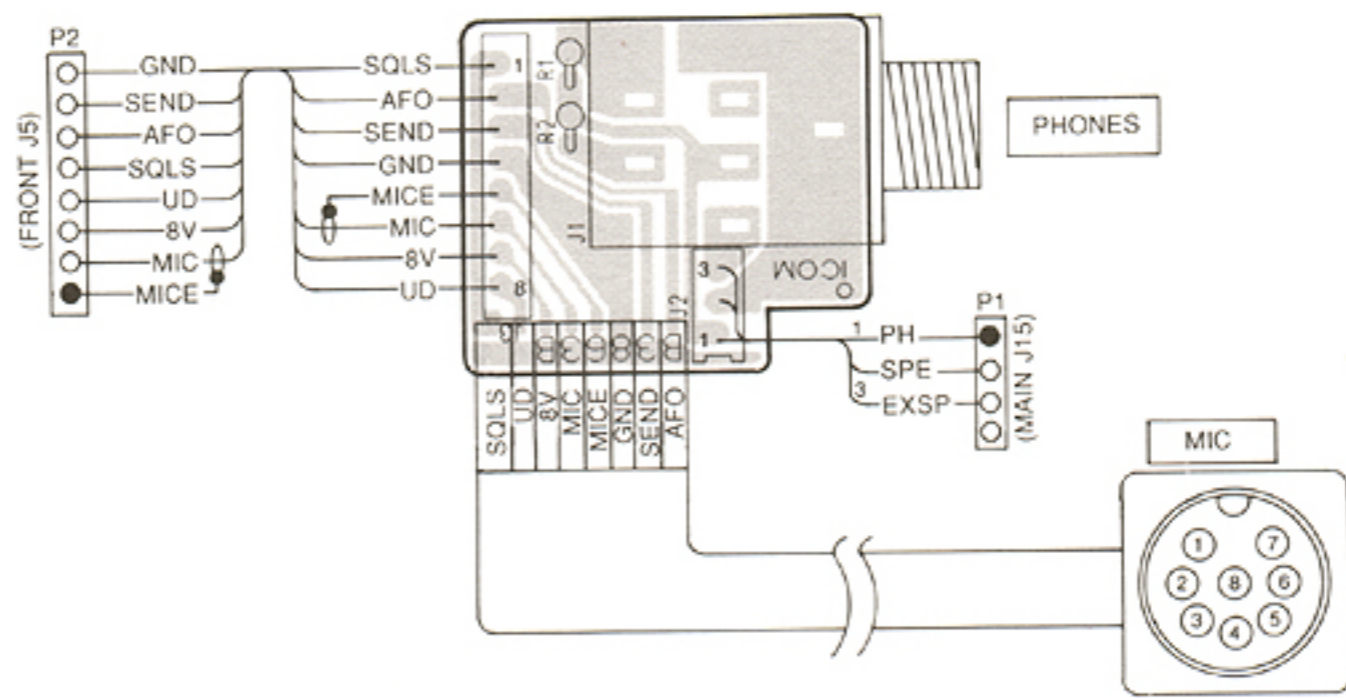 P2
(FRONT J5)
GND
SEND
AFO
SQLS
UD
8V
MIC
MICE
SQLS
AFO
SEND
GND
MICE
MIC
8V
UD
1
8
R1
R2
J1
J2
3
1
ICOM
PHONES
P1
(MAIN J15)
1 PH
SPE
3 EXSP
SQLS
UD
8V
MIC
MICE
GND
SEND
AFO
MIC
1
7
2
8
6
3
4
5